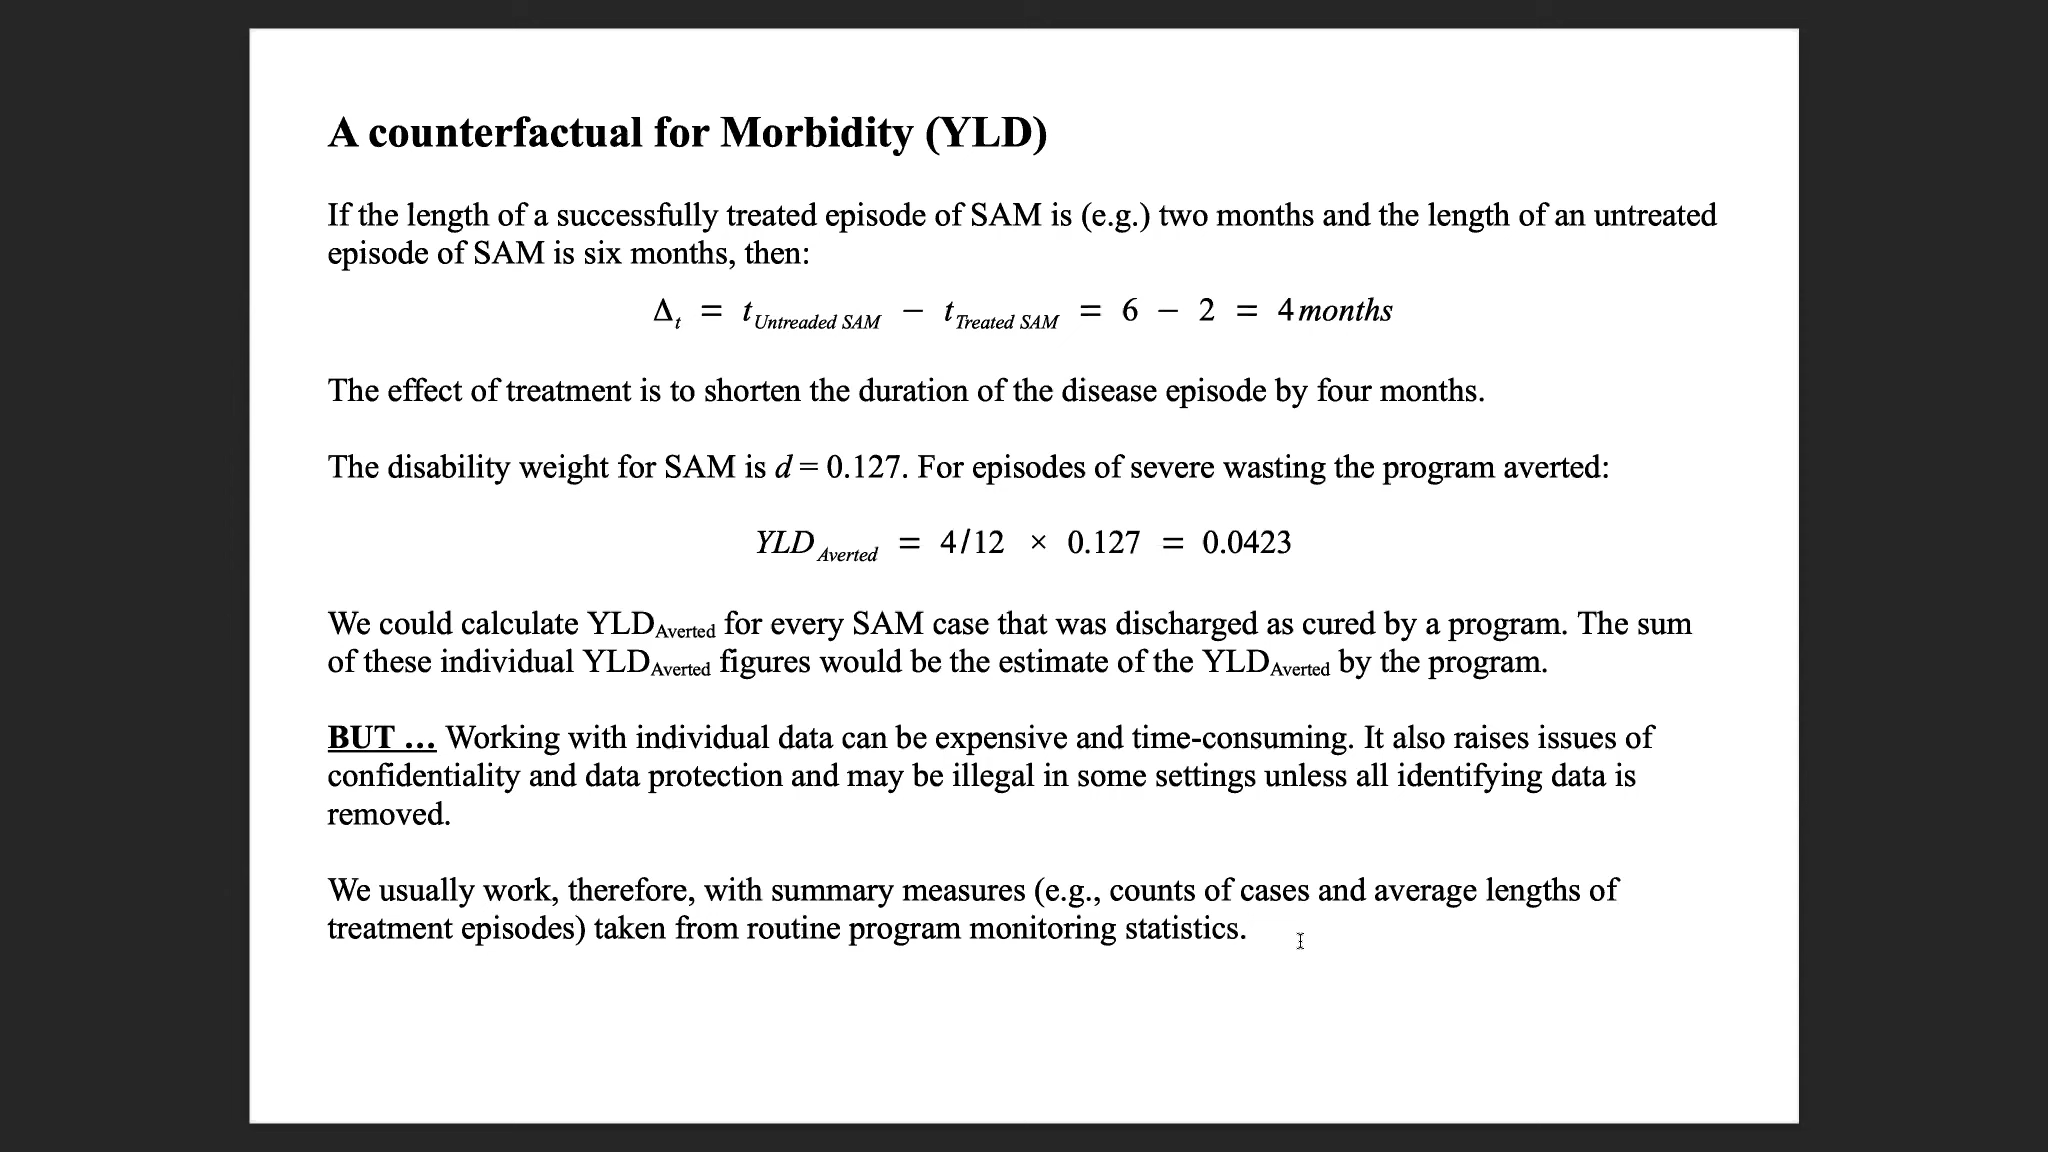 A counterfactual for Morbidity (YLD)
If the length of a successfully treated episode of SAM is (e.g.) two months and the length of an untreated
episode of SAM is six months, then:
Δt = tUntreaded SAM − tTreated SAM = 6 − 2 = 4 months
The effect of treatment is to shorten the duration of the disease episode by four months.
The disability weight for SAM is d = 0.127. For episodes of severe wasting the program averted:
YLD Averted = 4/12 × 0.127 = 0.0423
We could calculate YLDAverted for every SAM case that was discharged as cured by a program. The sum
of these individual YLDAverted figures would be the estimate of the YLDAverted by the program.
BUT ... Working with individual data can be expensive and time-consuming. It also raises issues of
confidentiality and data protection and may be illegal in some settings unless all identifying data is
removed.
We usually work, therefore, with summary measures (e.g., counts of cases and average lengths of
treatment episodes) taken from routine program monitoring statistics.